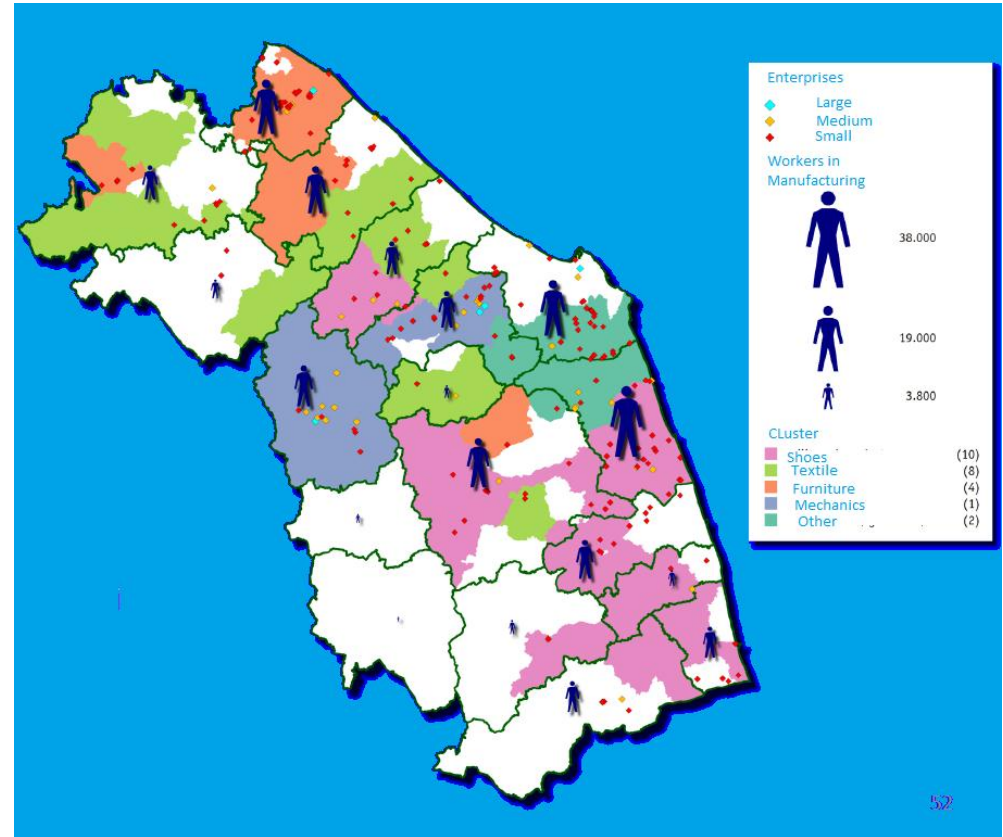 Enterprises
Large
Medium
Small
Workers in
Manufacturing
38.000
19.000
3.800
CLuster
Shoes (10)
Textile (8)
Furniture (4)
Mechanics (1)
Other (2)
52